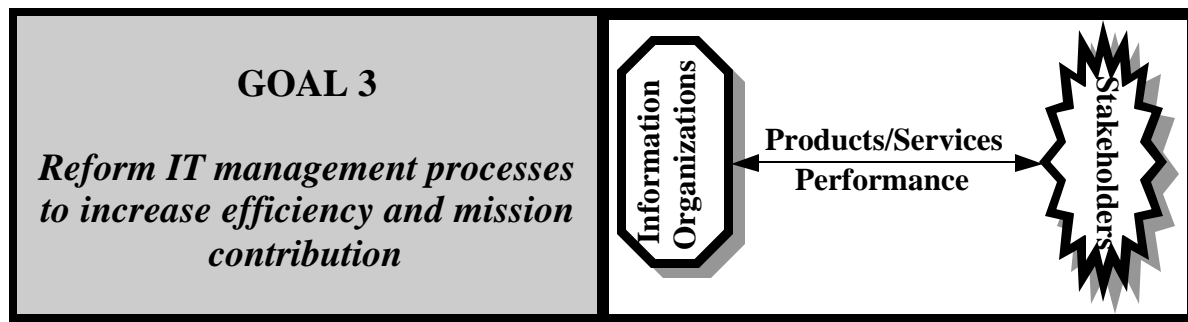 GOAL 3
Reform IT management processes
to increase efficiency and mission
contribution
Information
Organizations
Products/Services
Performance
Stakeholders